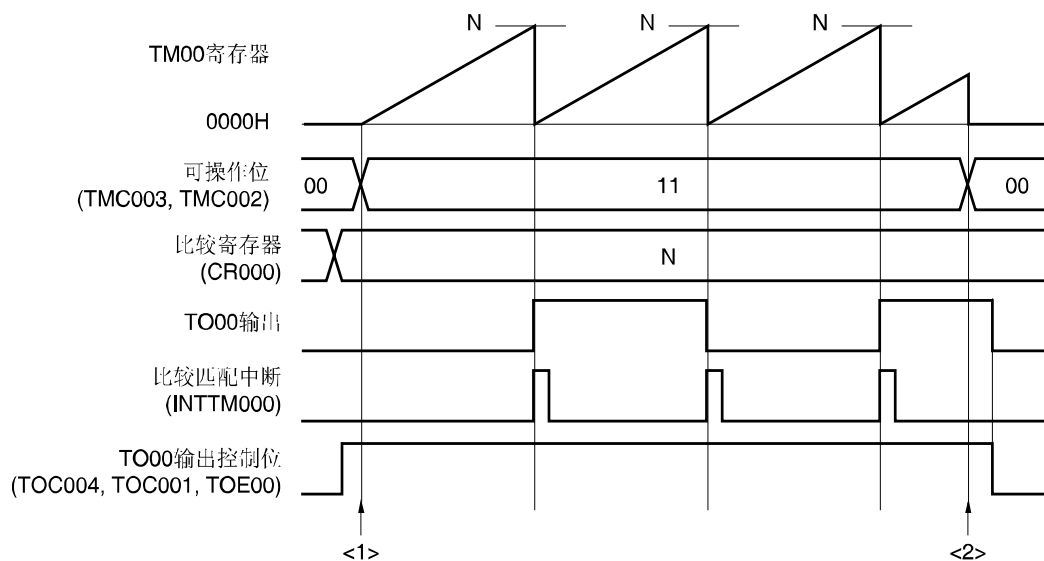 N N N
TM00寄存器
0000H
可操作位
(TMC003, TMC002)
00 11 00
比较寄存器
(CR000)
N
TO00输出
比较匹配中断
(INTTM000)
TO00输出控制位
(TOC004, TOC001, TOE00)
<1> <2>